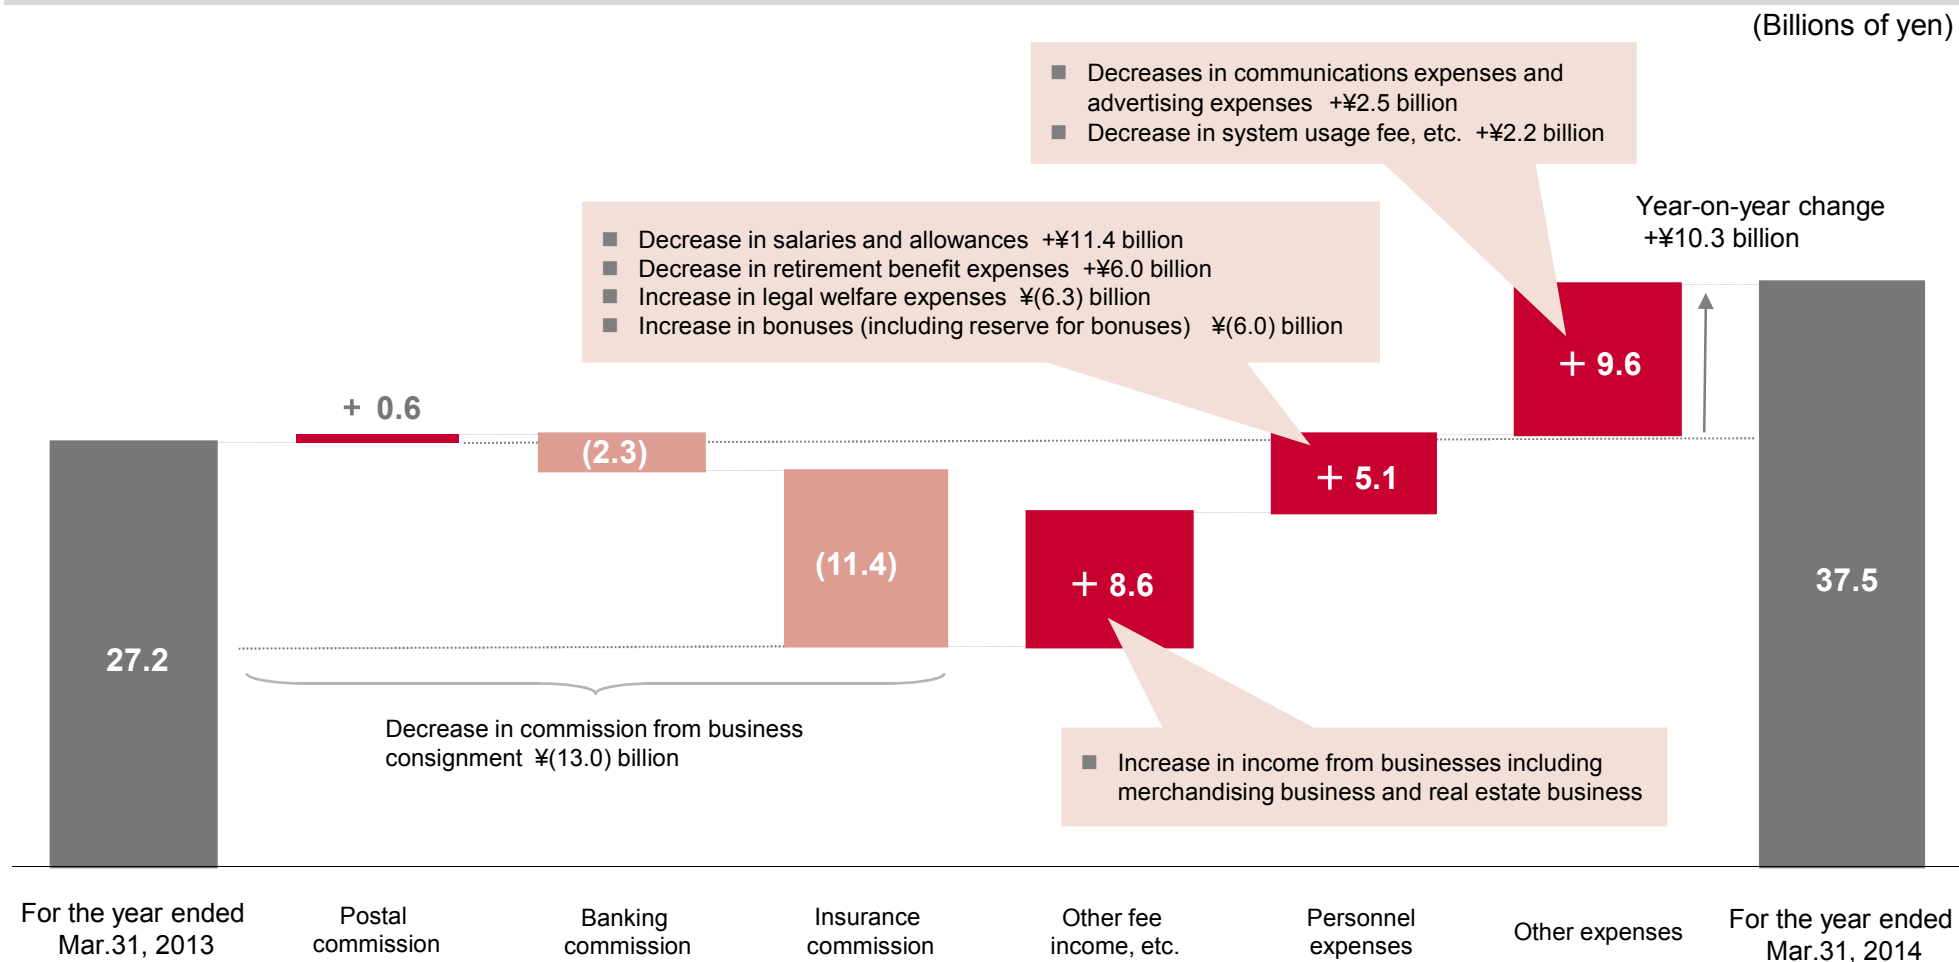 (Billions of yen)
■ Decreases in communications expenses and
advertising expenses +¥2.5 billion
■ Decrease in system usage fee, etc. +¥2.2 billion
Year-on-year change
+¥10.3 billion
■ Decrease in salaries and allowances +¥11.4 billion
■ Decrease in retirement benefit expenses +¥6.0 billion
■ Increase in legal welfare expenses ¥(6.3) billion
■ Increase in bonuses (including reserve for bonuses) ¥(6.0) billion
27.2
+ 0.6
(2.3)
(11.4)
+ 8.6
+ 5.1
+ 9.6
37.5
Decrease in commission from business
consignment ¥(13.0) billion
■ Increase in income from businesses including
merchandising business and real estate business
For the year ended
Mar.31, 2013
Postal
commission
Banking
commission
Insurance
commission
Other fee
income, etc.
Personnel
expenses
Other expenses
For the year ended
Mar.31, 2014